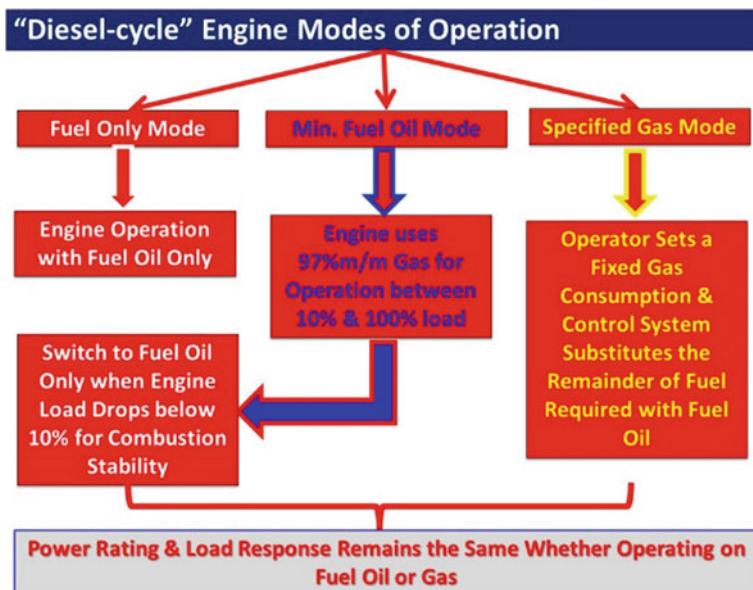 “Diesel-cycle” Engine Modes of Operation
Fuel Only Mode
Min. Fuel Oil Mode
Specified Gas Mode
Engine Operation
with Fuel Oil Only
Engine uses
97%m/m Gas for
Operation between
10% & 100% load
Operator Sets a
Fixed Gas
Consumption &
Control System
Substitutes the
Remainder of Fuel
Required with Fuel
Oil
Switch to Fuel Oil
Only when Engine
Load Drops below
10% for Combustion
Stability
Power Rating & Load Response Remains the Same Whether Operating on
Fuel Oil or Gas